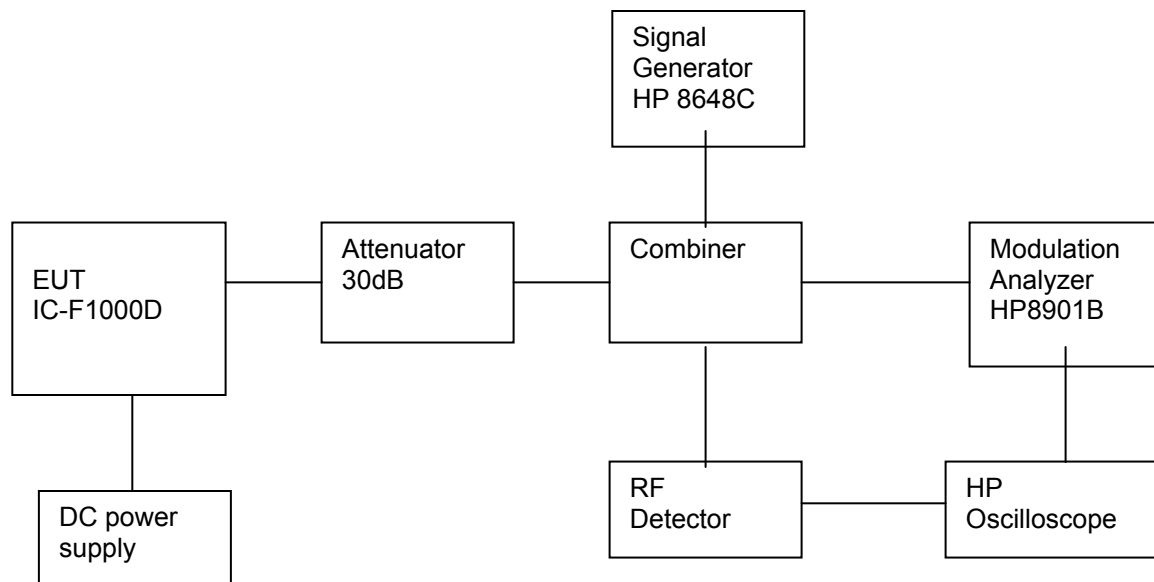 Signal
Generator
HP 8648C
EUT
IC-F1000D
Attenuator
30dB
Combiner
Modulation
Analyzer
HP8901B
DC power
supply
RF
Detector
HP
Oscilloscope